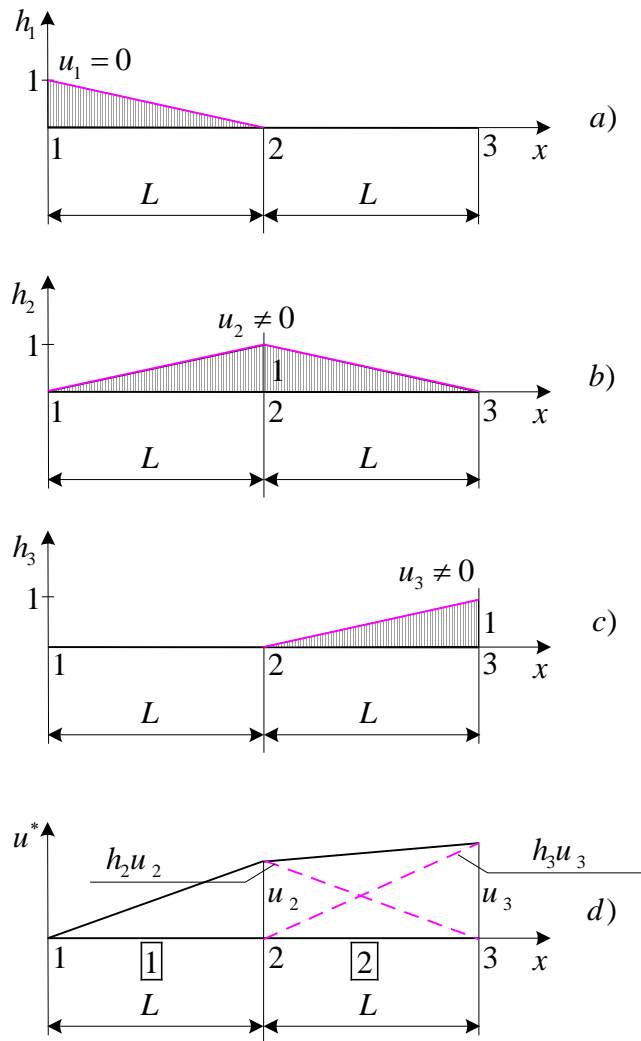 h₁
1
u₁ = 0
1 2 3 x
a)
L L
h₂
u₂ ≠ 0
1
1
1 2 3 x
b)
L L
h₃
u₃ ≠ 0
1
1
1 2 3 x
c)
L L
u*
h₂u₂ h₃u₃
u₂ u₃
d)
1 1 2 2 3 x
L L